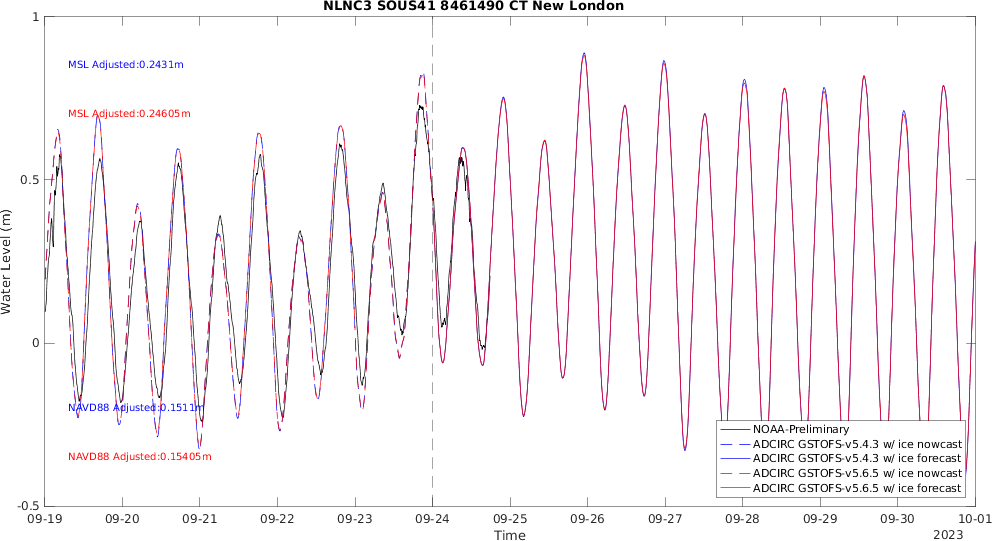 NLNC3 SOUS41 8461490 CT New London
1
MSL Adjusted:0.2431m
MSL Adjusted:0.24605m
0.5
Water Level (m)
0
NAVD88 Adjusted:0.1511m
NAVD88 Adjusted:0.15405m
NOAA-Preliminary
ADCIRC GSTOFS-v5.4.3 w/ ice nowcast
ADCIRC GSTOFS-v5.4.3 w/ ice forecast
ADCIRC GSTOFS-v5.6.5 w/ ice nowcast
ADCIRC GSTOFS-v5.6.5 w/ ice forecast
-0.5
09-19 09-20 09-21 09-22 09-23 09-24 09-25 09-26 09-27 09-28 09-29 09-30 10-01
Time
2023